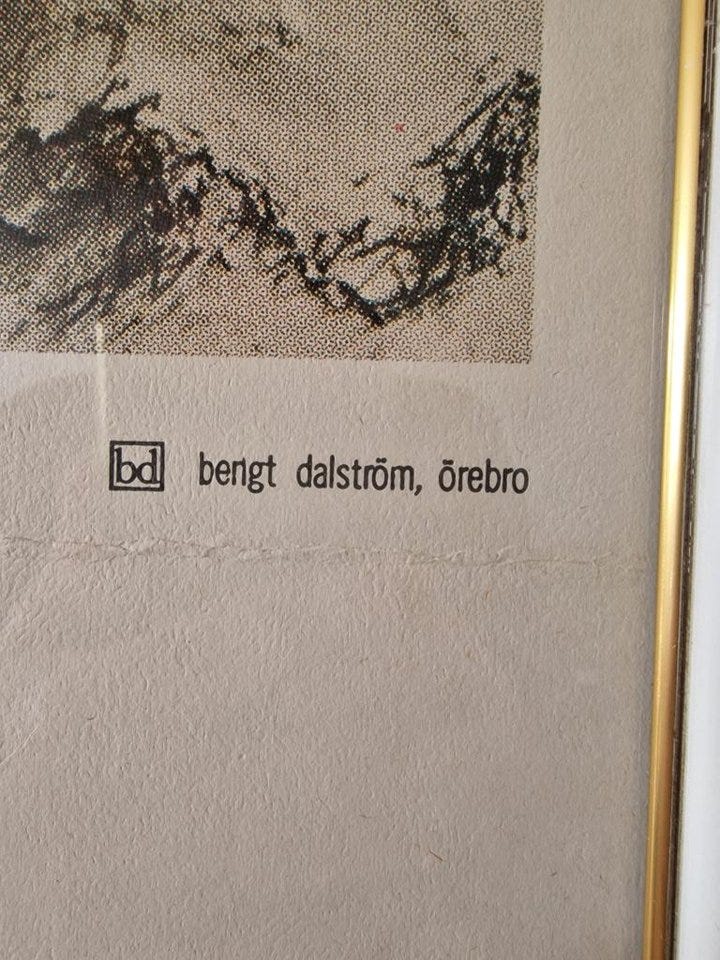 bd bengt dalström, örebro